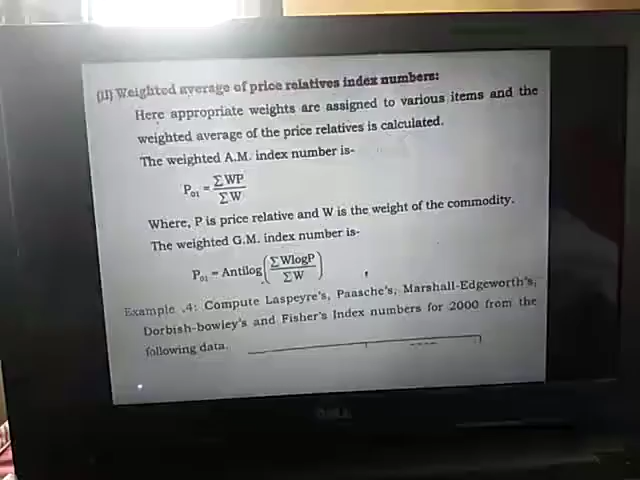 (II) Weighted average of price relatives index numbers:
Here appropriate weights are assigned to various items and the
weighted average of the price relatives is calculated.
The weighted A.M. index number is-
P₀₁ = ΣWP / ΣW
Where, P is price relative and W is the weight of the commodity.
The weighted G.M. index number is-
P₀₁ = Antilog(ΣWlogP / ΣW)
Example .4: Compute Laspeyre's, Paasche's, Marshall-Edgeworth's,
Dorbish-bowley's and Fisher's Index numbers for 2000 from the
following data.
DELL